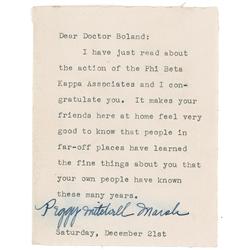 Dear Doctor Boland:
I have just read about
the action of the Phi Beta
Kappa Associates and I con-
gratulate you. It makes your
friends here at home feel very
good to know that people in
far-off places have learned
the fine things about you that
your own people have known
these many years.
Peggy Mitchell Marsh
Saturday, December 21st